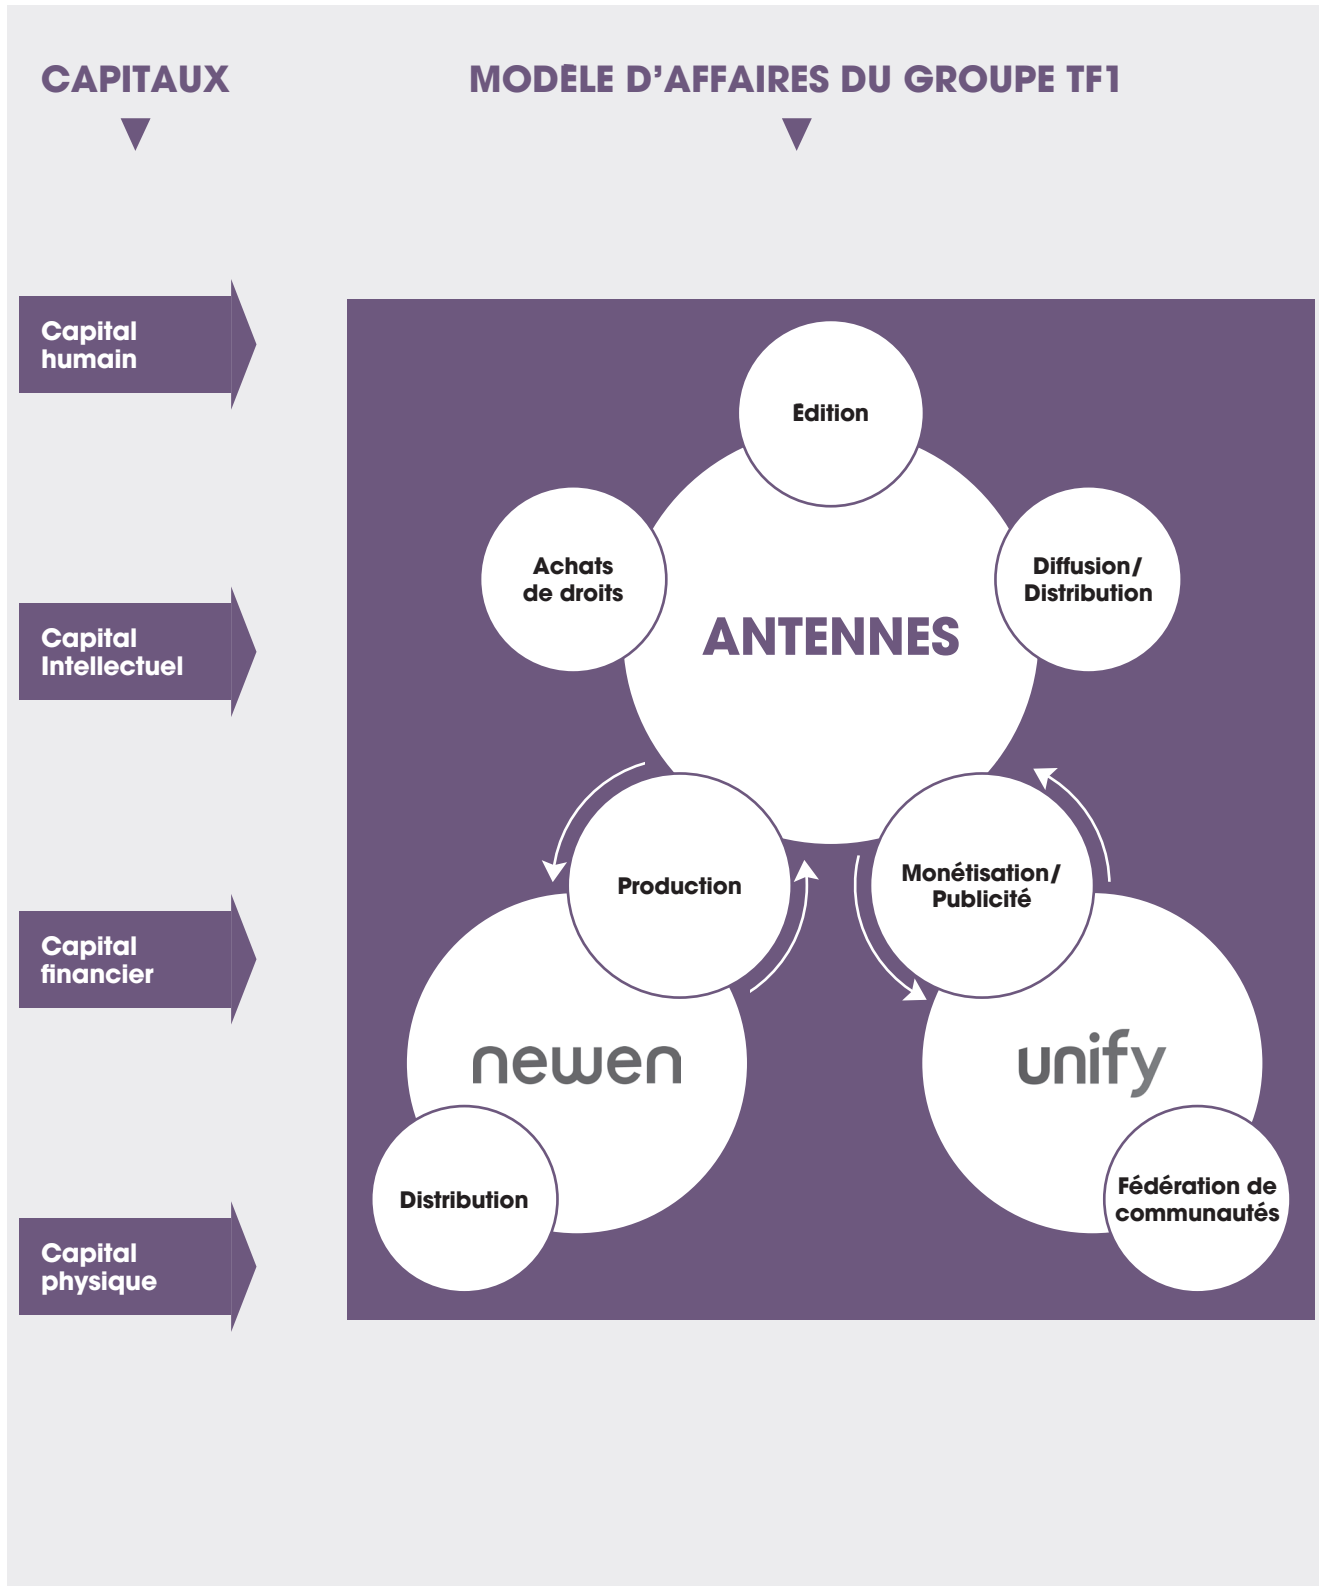 CAPITAUX
MODÈLE D’AFFAIRES DU GROUPE TF1
Capital
humain
Capital
Intellectuel
Capital
financier
Capital
physique
Édition
Achats
de droits
Diffusion/
Distribution
ANTENNES
Production
Monétisation/
Publicité
newen
unify
Distribution
Fédération de
communautés